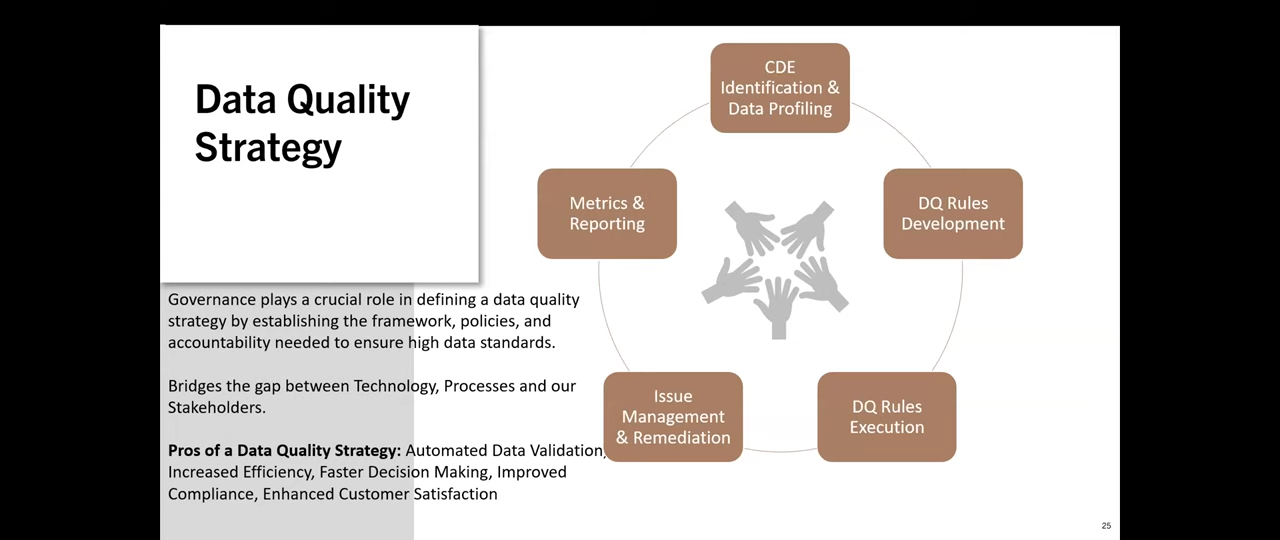 Data Quality
Strategy
Governance plays a crucial role in defining a data quality
strategy by establishing the framework, policies, and
accountability needed to ensure high data standards.
Bridges the gap between Technology, Processes and our
Stakeholders.
Pros of a Data Quality Strategy: Automated Data Validation,
Increased Efficiency, Faster Decision Making, Improved
Compliance, Enhanced Customer Satisfaction
CDE
Identification &
Data Profiling
DQ Rules
Development
DQ Rules
Execution
Issue
Management
& Remediation
Metrics &
Reporting
25